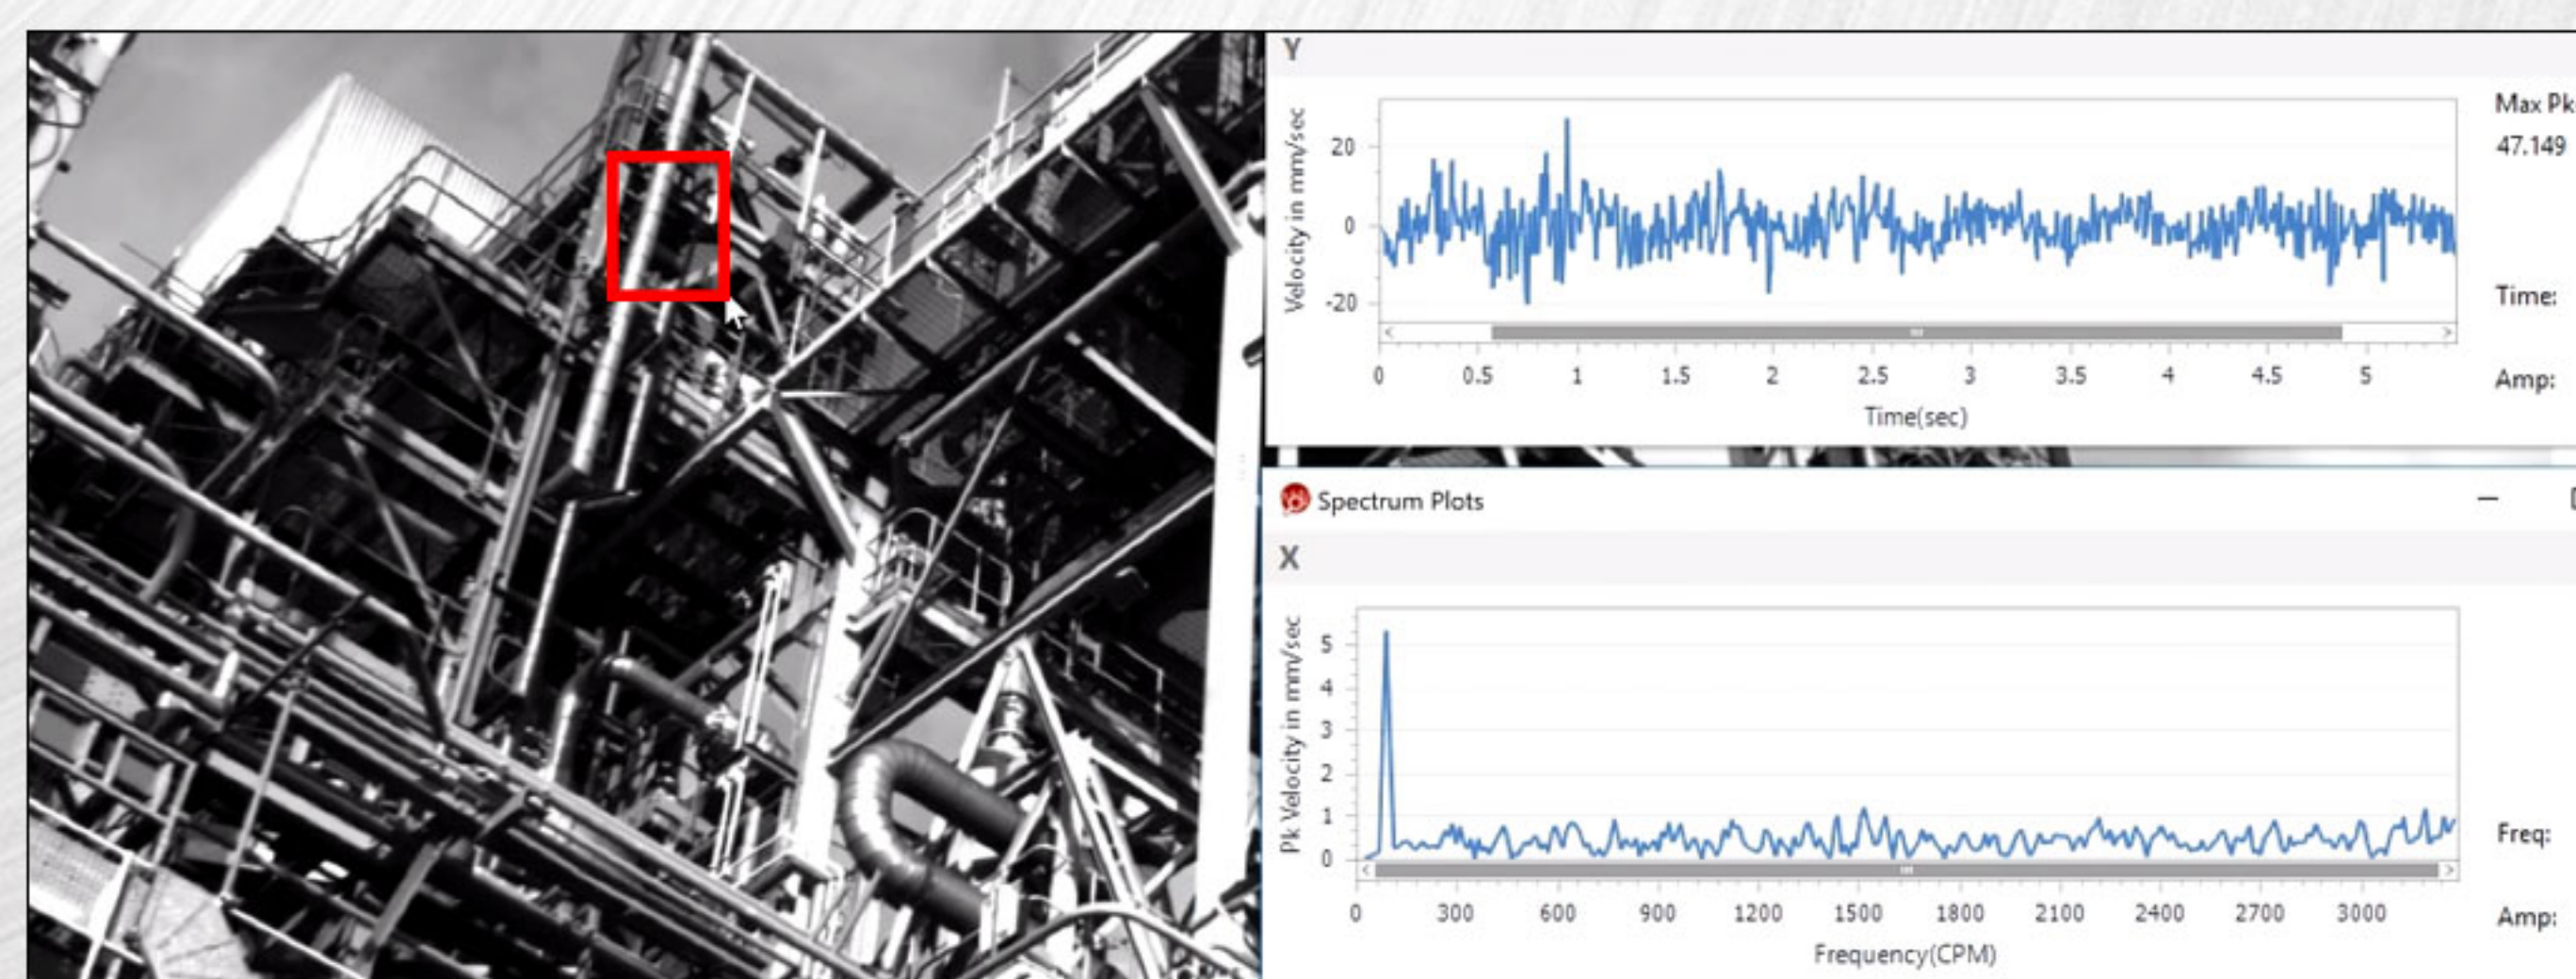 Y
Velocity in mm/sec
20
0
-20
0 0.5 1 1.5 2 2.5 3 3.5 4 4.5 5
Time(sec)
Max Pk
47.149
Time:
Amp:
Spectrum Plots
X
Pk Velocity in mm/sec
5
4
3
2
1
0
0 300 600 900 1200 1500 1800 2100 2400 2700 3000
Frequency(CPM)
Freq:
Amp: